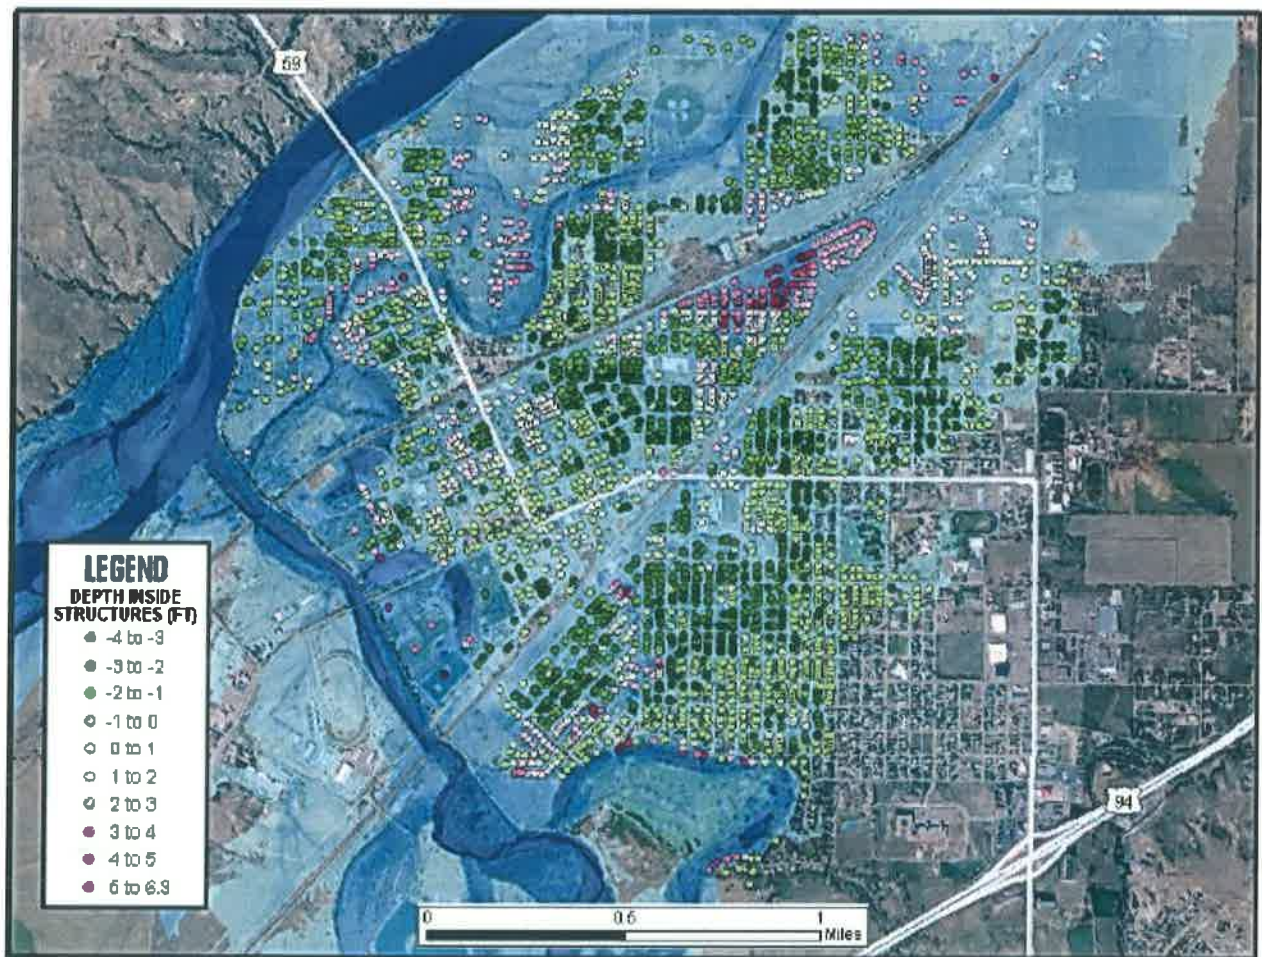 59
LEGEND
DEPTH INSIDE
STRUCTURES (FT)
-4 to -3
-3 to -2
-2 to -1
-1 to 0
0 to 1
1 to 2
2 to 3
3 to 4
4 to 5
5 to 6.3
94
0 0.5 1
Miles